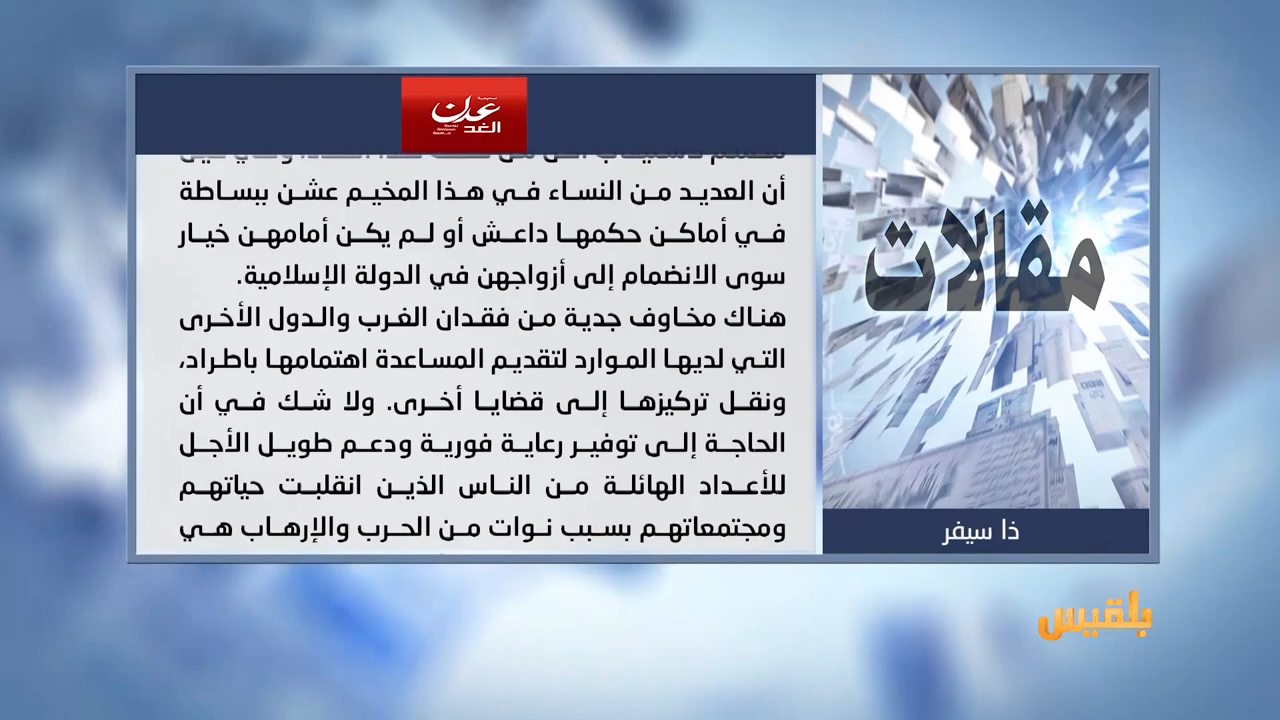 عدن
الغد
أن العديد من النساء في هذا المخيم عشن ببساطة
في أماكن حكمها داعش أو لم يكن أمامهن خيار
سوى الانضمام إلى أزواجهن في الدولة الإسلامية.
هناك مخاوف جدية من فقدان الغرب والدول الأخرى
التي لديها الموارد لتقديم المساعدة اهتمامها باطراد،
ونقل تركيزها إلى قضايا أخرى. ولا شك في أن
الحاجة إلى توفير رعاية فورية ودعم طويل الأجل
للأعداد الهائلة من الناس الذين انقلبت حياتهم
ومجتمعاتهم بسبب نوات من الحرب والإرهاب هي
مقالات
ذا سيفر
بلقيس